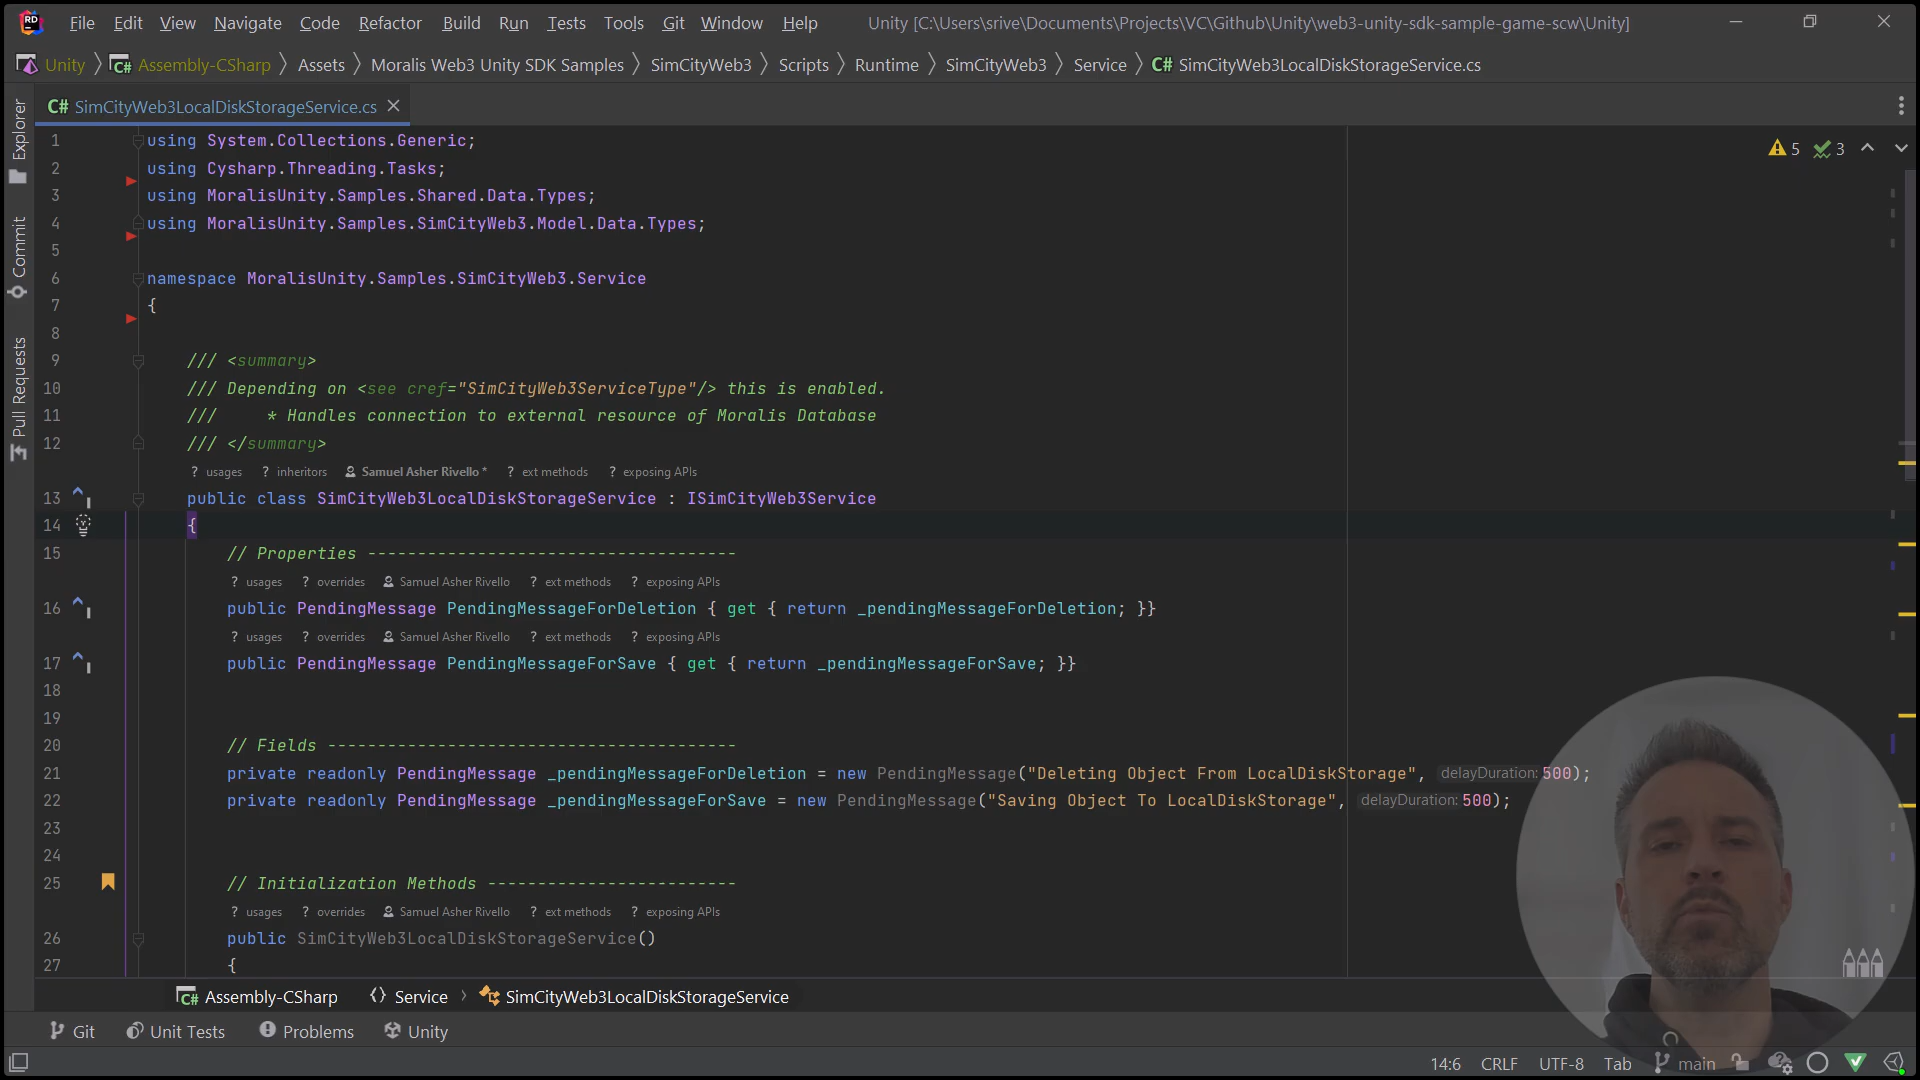 RD File Edit View Navigate Code Refactor Build Run Tests Tools Git Window Help Unity [C:\Users\srive\Documents\Projects\VC\Github\Unity\web3-unity-sdk-sample-game-scw\Unity]
Unity C# Assembly-CSharp Assets Moralis Web3 Unity SDK Samples SimCityWeb3 Scripts Runtime SimCityWeb3 Service C# SimCityWeb3LocalDiskStorageService.cs
C# SimCityWeb3LocalDiskStorageService.cs
Explorer
Commit
Pull Requests
5 3
1 using System.Collections.Generic;
2 using Cysharp.Threading.Tasks;
3 using MoralisUnity.Samples.Shared.Data.Types;
4 using MoralisUnity.Samples.SimCityWeb3.Model.Data.Types;
5
6 namespace MoralisUnity.Samples.SimCityWeb3.Service
7 {
8
9 /// <summary>
10 /// Depending on <see cref="SimCityWeb3ServiceType"/> this is enabled.
11 /// * Handles connection to external resource of Moralis Database
12 /// </summary>
? usages ? inheritors Samuel Asher Rivello * ? ext methods ? exposing APIs
13 public class SimCityWeb3LocalDiskStorageService : ISimCityWeb3Service
14 {
15 // Properties -------------------------------------
? usages ? overrides Samuel Asher Rivello ? ext methods ? exposing APIs
16 public PendingMessage PendingMessageForDeletion { get { return _pendingMessageForDeletion; }}
? usages ? overrides Samuel Asher Rivello ? ext methods ? exposing APIs
17 public PendingMessage PendingMessageForSave { get { return _pendingMessageForSave; }}
18
19
20 // Fields -----------------------------------------
21 private readonly PendingMessage _pendingMessageForDeletion = new PendingMessage("Deleting Object From LocalDiskStorage", delayDuration: 500);
22 private readonly PendingMessage _pendingMessageForSave = new PendingMessage("Saving Object To LocalDiskStorage", delayDuration: 500);
23
24
25 // Initialization Methods -------------------------
? usages ? overrides Samuel Asher Rivello ? ext methods ? exposing APIs
26 public SimCityWeb3LocalDiskStorageService()
27 {
C# Assembly-CSharp Service SimCityWeb3LocalDiskStorageService
Git Unit Tests Problems Unity
14:6 CRLF UTF-8 Tab main